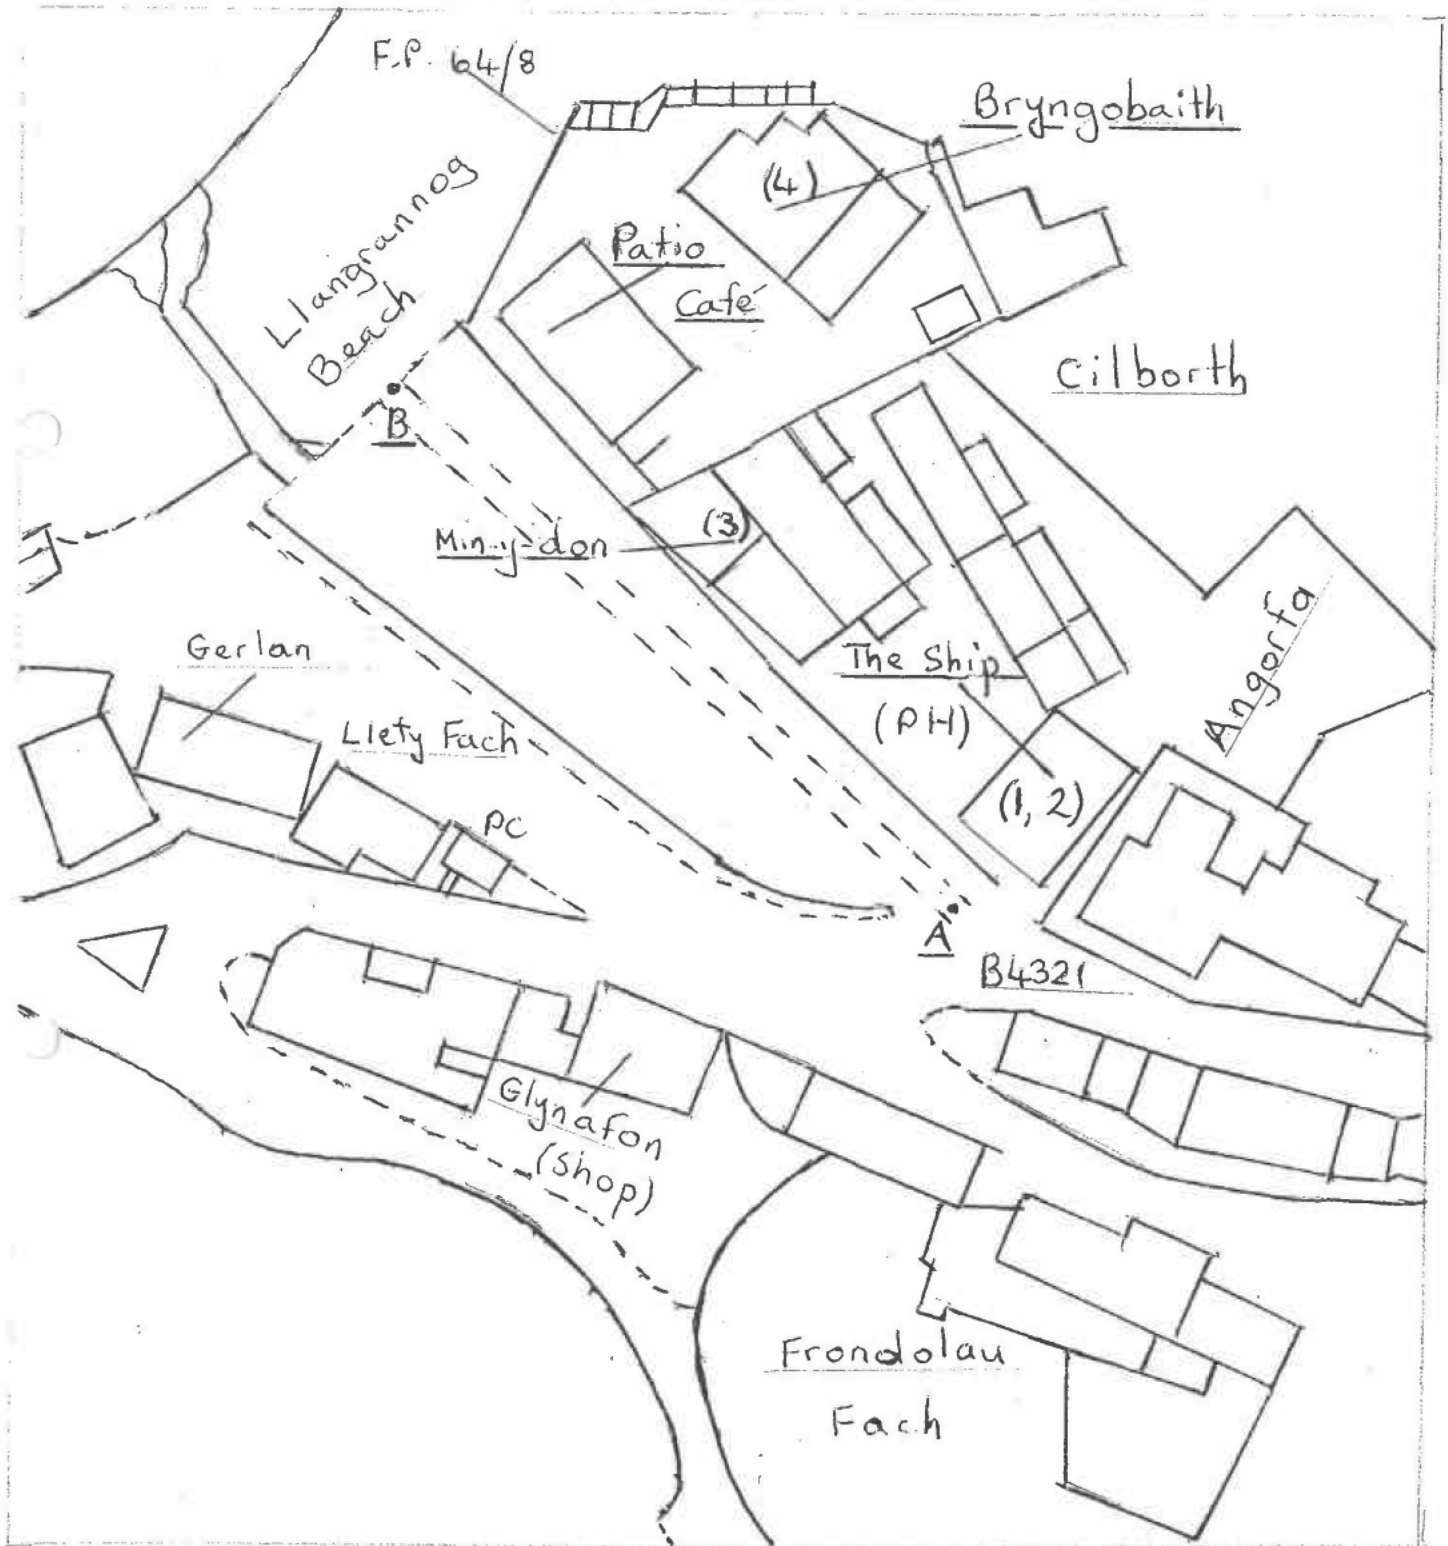 F.P. 64/8
Bryngobaith
(4)
Llangrannog
Beach
Patio
Café
Cilborth
B
(3)
Min-y-don
Angorfa
Gerlan
The Ship
(PH)
Llety Fach
(1,2)
PC
A
B4321
Glynafon
(Shop)
Frondolau
Fach